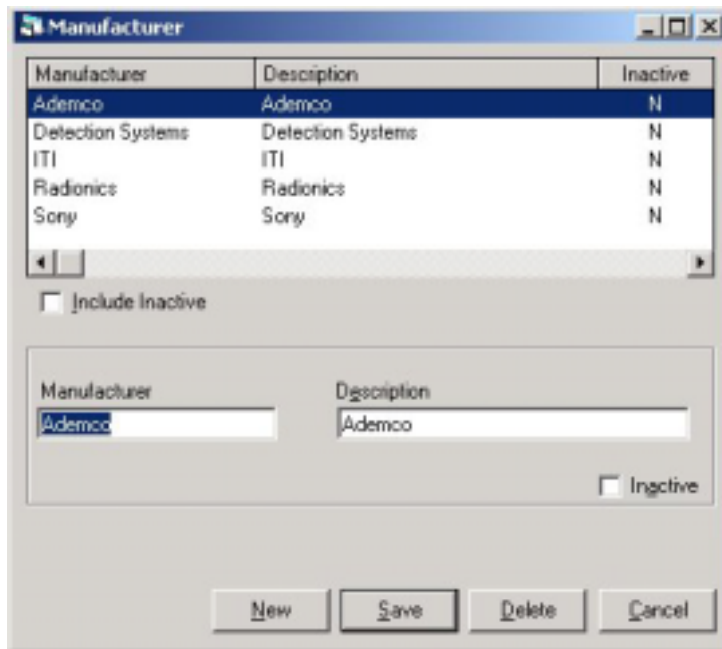 Manufacturer
Manufacturer Description Inactive
Ademco Ademco N
Detection Systems Detection Systems N
ITI ITI N
Radionics Radionics N
Sony Sony N
Include Inactive
Manufacturer Description
Ademco Ademco
Inactive
New Save Delete Cancel